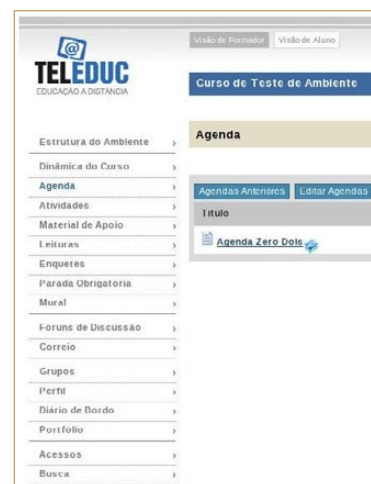 Visão de Formador
Visão de Aluno
TELEDUC
EDUCAÇÃO A DISTÂNCIA
Curso de Teste de Ambiente
Agenda
Estrutura do Ambiente
Dinâmica do Curso
Agenda
Atividades
Material de Apoio
Leituras
Enquetes
Parada Obrigatória
Mural
Fóruns de Discussão
Correio
Grupos
Perfil
Diário de Bordo
Portfólio
Acessos
Busca
Agendas Anteriores
Editar Agendas
Título
Agenda Zero Dois